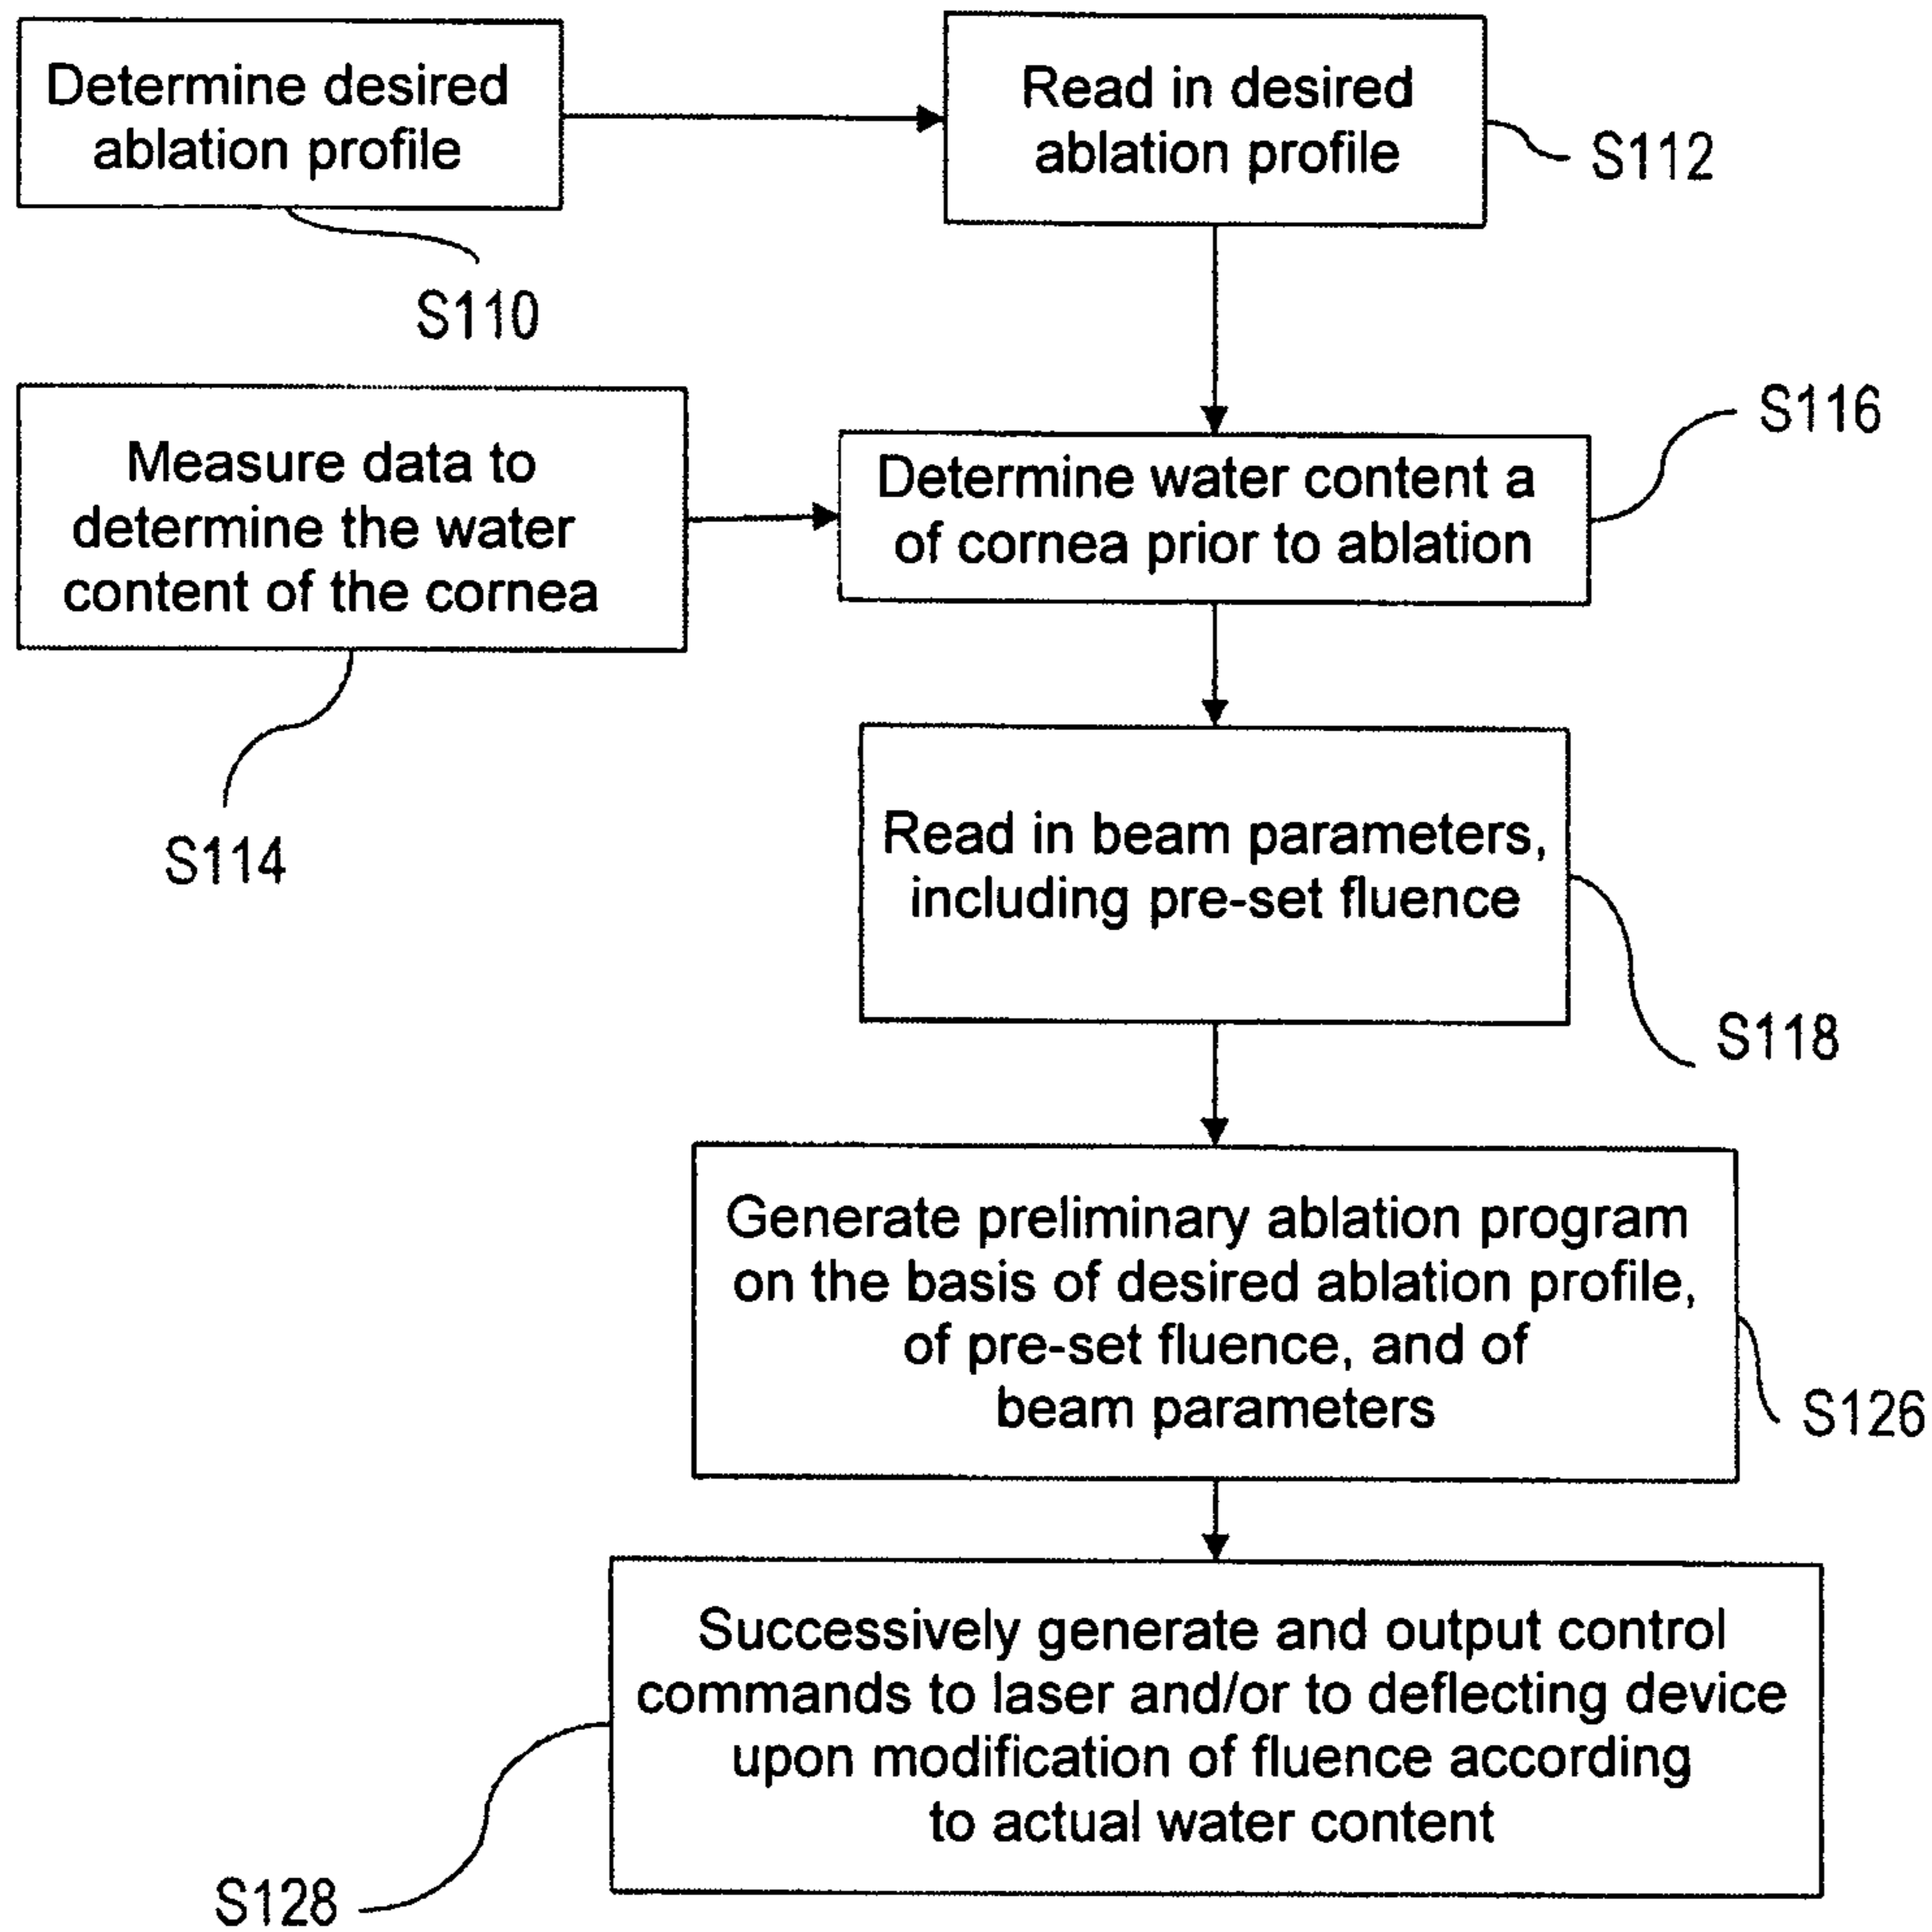 Determine desired
ablation profile
S110
Read in desired
ablation profile
S112
Measure data to
determine the water
content of the cornea
S114
Determine water content a
of cornea prior to ablation
S116
Read in beam parameters,
including pre-set fluence
S118
Generate preliminary ablation program
on the basis of desired ablation profile,
of pre-set fluence, and of
beam parameters
S126
Successively generate and output control
commands to laser and/or to deflecting device
upon modification of fluence according
to actual water content
S128